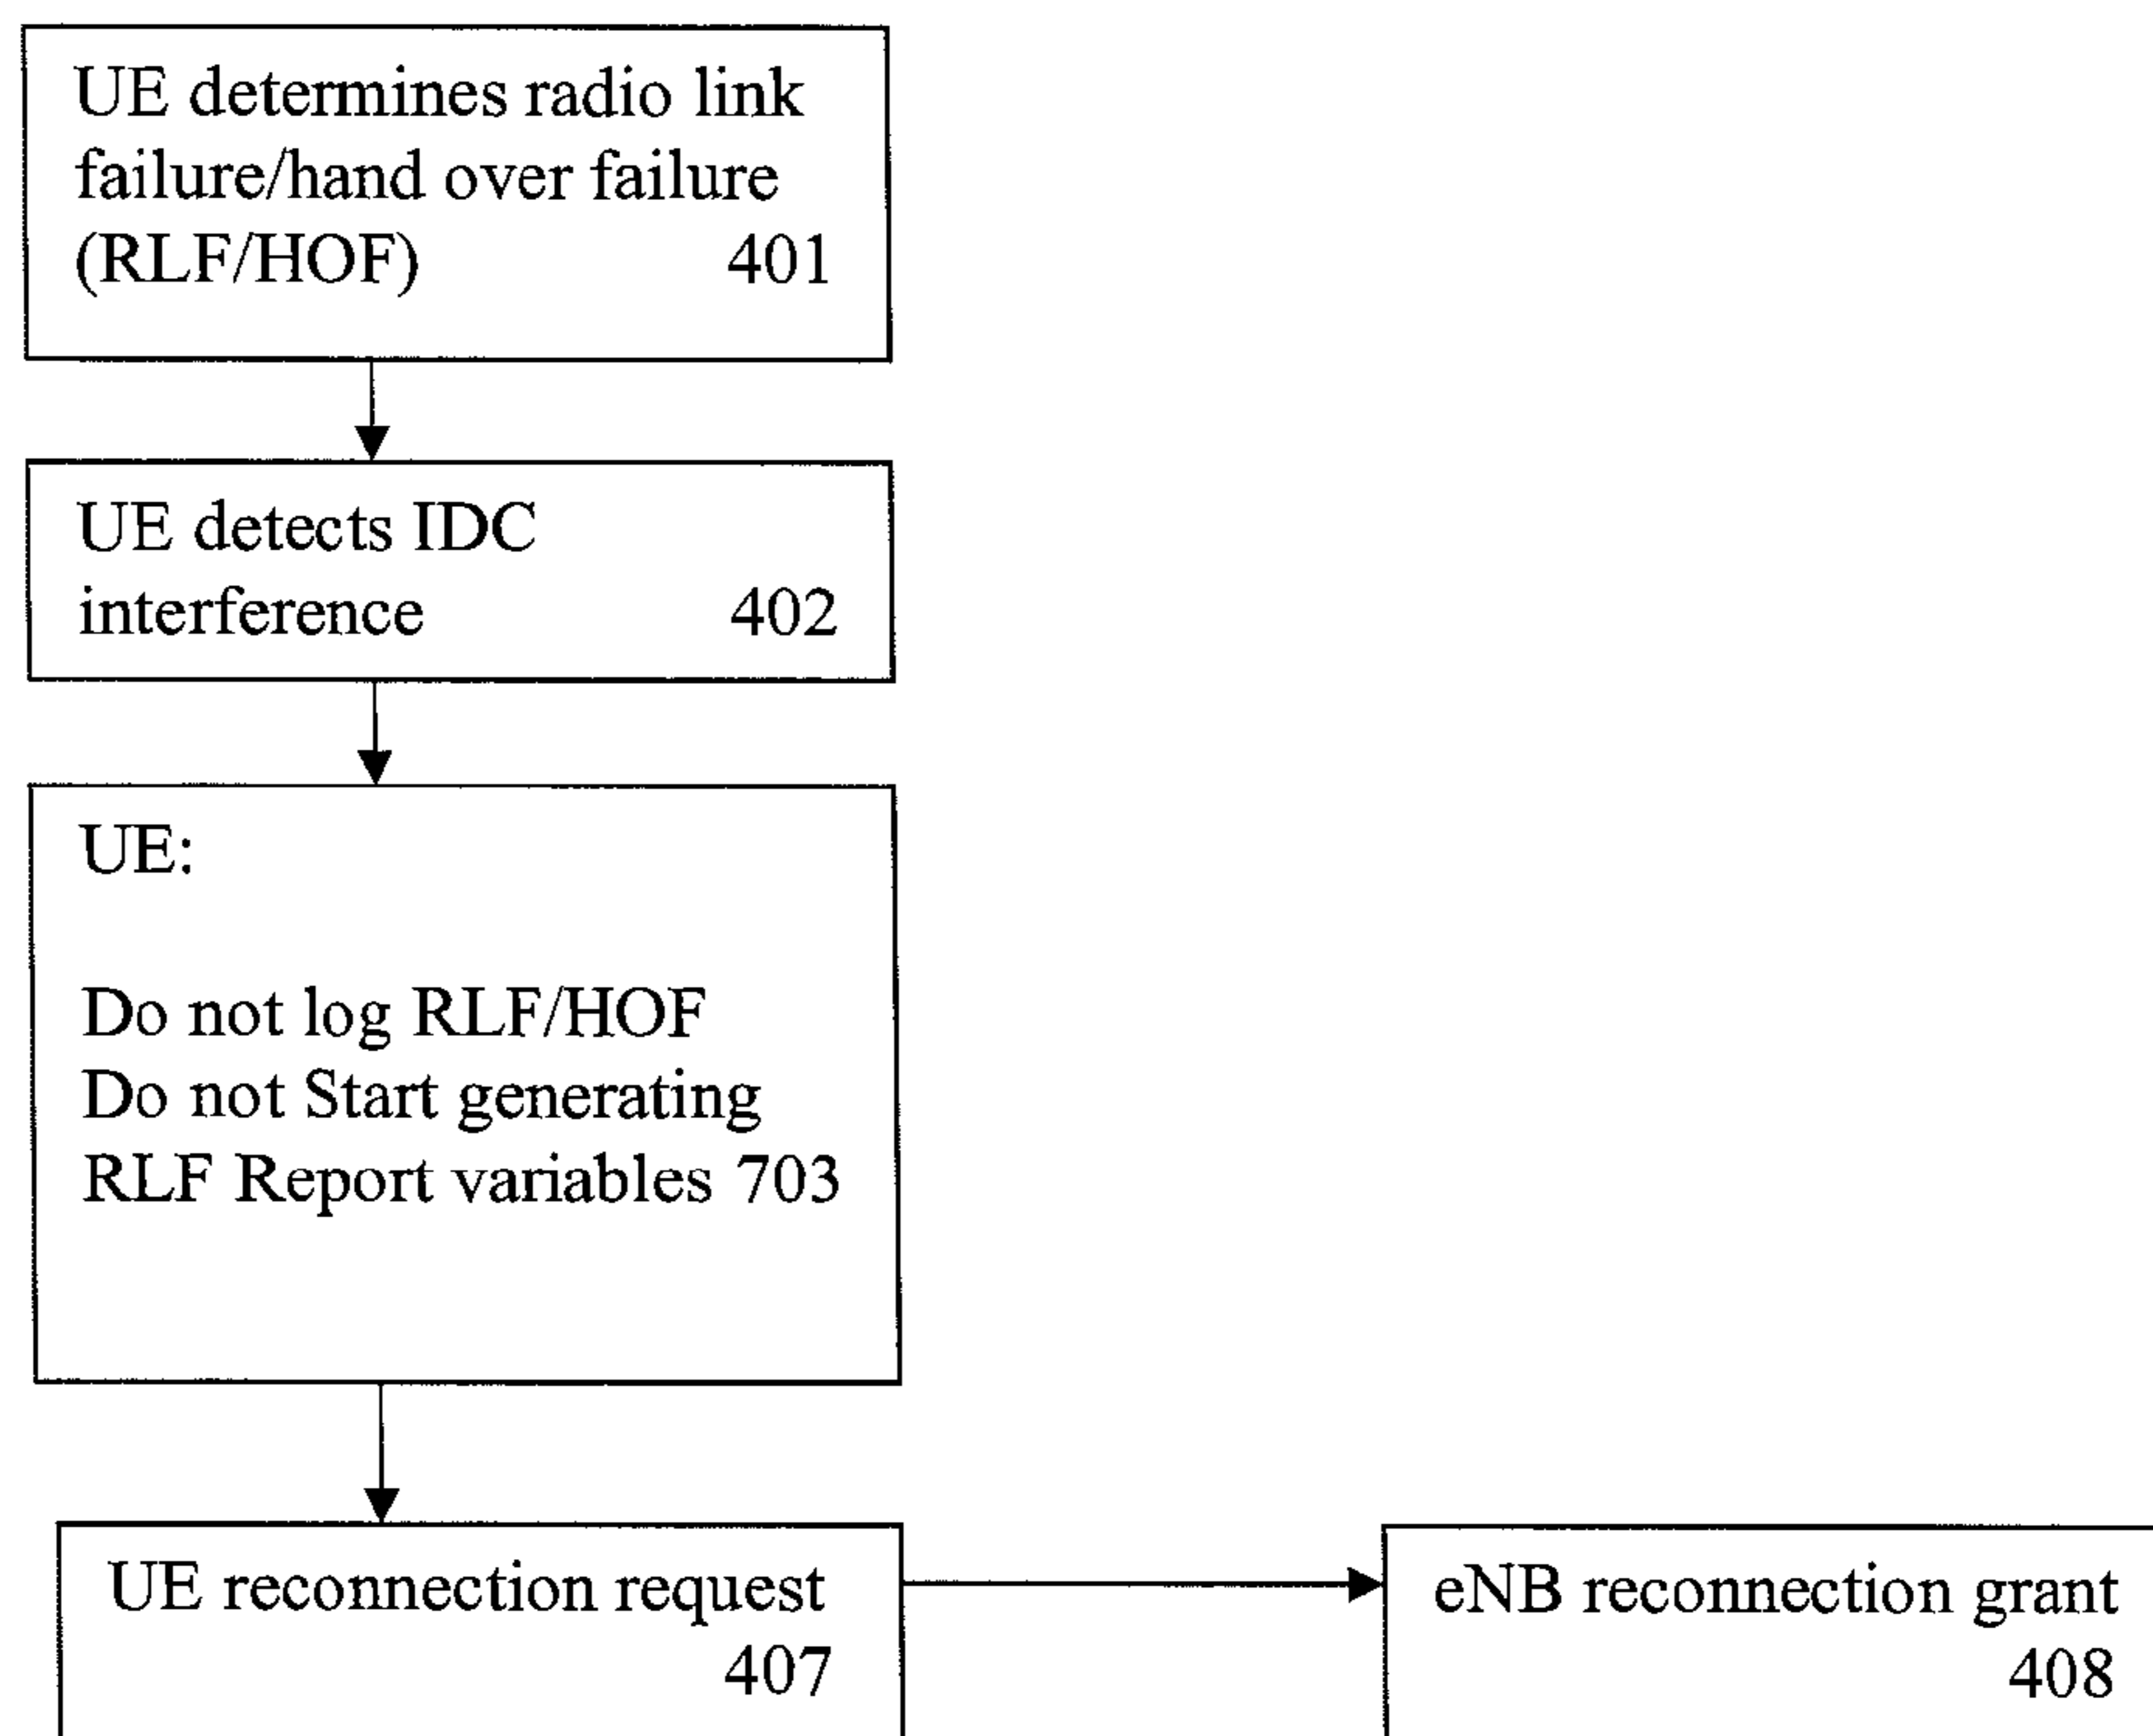 UE determines radio link
failure/hand over failure
(RLF/HOF) 401
UE detects IDC
interference 402
UE:
Do not log RLF/HOF
Do not Start generating
RLF Report variables 703
UE reconnection request
407
eNB reconnection grant
408